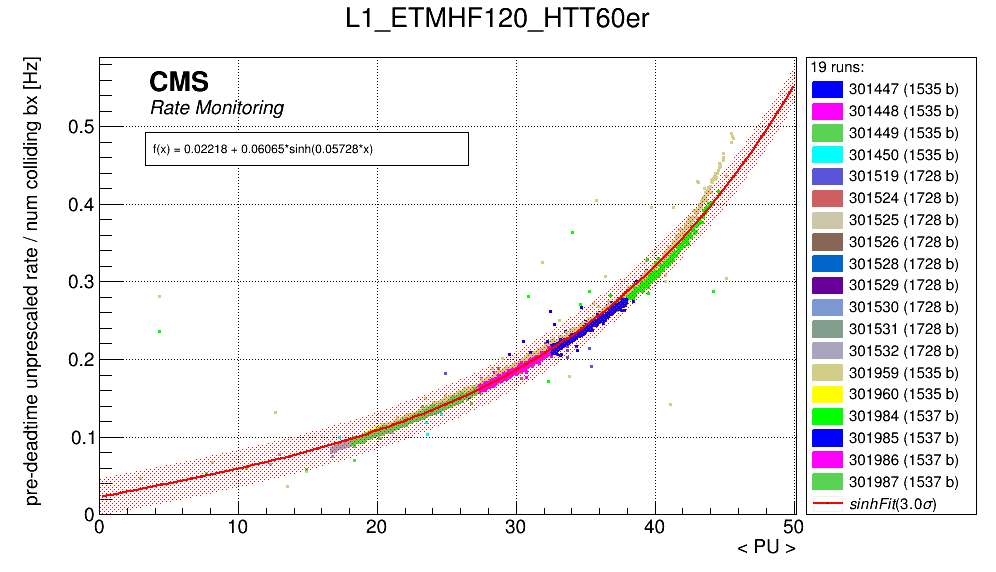 L1_ETMHF120_HTT60er
pre-deadtime unprescaled rate / num colliding bx [Hz]
CMS
Rate Monitoring
f(x) = 0.02218 + 0.06065*sinh(0.05728*x)
0.5
0.4
0.3
0.2
0.1
0
0 10 20 30 40 50
< PU >
19 runs:
301447 (1535 b)
301448 (1535 b)
301449 (1535 b)
301450 (1535 b)
301519 (1728 b)
301524 (1728 b)
301525 (1728 b)
301526 (1728 b)
301528 (1728 b)
301529 (1728 b)
301530 (1728 b)
301531 (1728 b)
301532 (1728 b)
301959 (1535 b)
301960 (1535 b)
301984 (1537 b)
301985 (1537 b)
301986 (1537 b)
301987 (1537 b)
sinhFit(3.0σ)